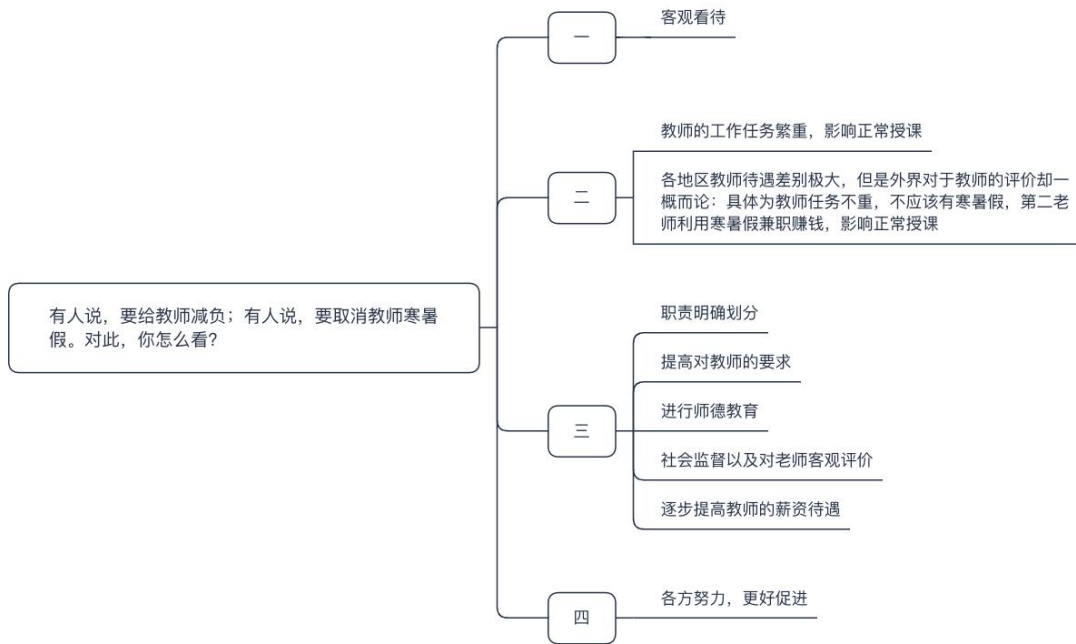 有人说，要给教师减负；有人说，要取消教师寒暑
假。对此，你怎么看？
一
客观看待
二
教师的工作任务繁重，影响正常授课
各地区教师待遇差别极大，但是外界对于教师的评价却一
概而论：具体为教师任务不重，不应该有寒暑假，第二老
师利用寒暑假兼职赚钱，影响正常授课
三
职责明确划分
提高对教师的要求
进行师德教育
社会监督以及对老师客观评价
逐步提高教师的薪资待遇
四
各方努力，更好促进